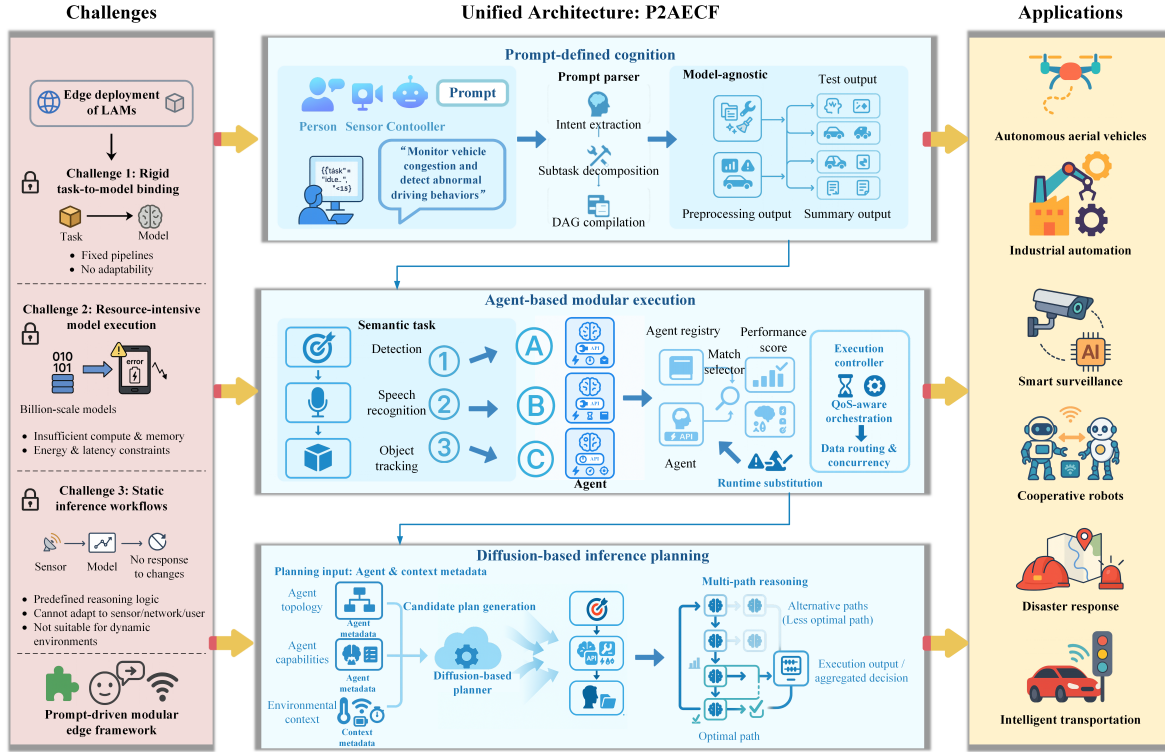 Challenges
Unified Architecture: P2AECF
Applications
Edge deployment
of LAMs
Challenge 1: Rigid
task-to-model binding
Task
Model
• Fixed pipelines
• No adaptability
Challenge 2: Resource-intensive
model execution
010
101
error
Billion-scale models
• Insufficient compute & memory
• Energy & latency constraints
Challenge 3: Static
inference workflows
Sensor
Model
No response
to changes
• Predefined reasoning logic
• Cannot adapt to sensor/network/user
• Not suitable for dynamic
environments
Prompt-driven modular
edge framework
Prompt-defined cognition
Prompt
Person Sensor Contooller
{{task"=
"idle..",
"<1s}
“Monitor vehicle
congestion and
detect abnormal
driving behaviors”
Prompt parser
Intent extraction
Subtask decomposition
DAG compilation
Model-agnostic
Test output
Preprocessing output
Summary output
Agent-based modular execution
Semantic task
Detection
1
Speech
recognition
2
Object
tracking
3
A
API
B
API
C
API
Agent
Agent registry
Match
selector
Performance
score
API
Agent
Runtime substitution
Execution
controller
QoS-aware
orchestration
Data routing &
concurrency
Diffusion-based inference planning
Planning input: Agent & context metadata
Agent
topology
Agent
metadata
Agent
capabilities
Agent metadata
Environmental
context
Context
metadata
Candidate plan generation
Diffusion-based
planner
API
Multi-path reasoning
Alternative paths
(Less optimal path)
Execution output /
aggregated decision
Optimal path
Autonomous aerial vehicles
Industrial automation
AI
Smart surveillance
Cooperative robots
Disaster response
Intelligent transportation